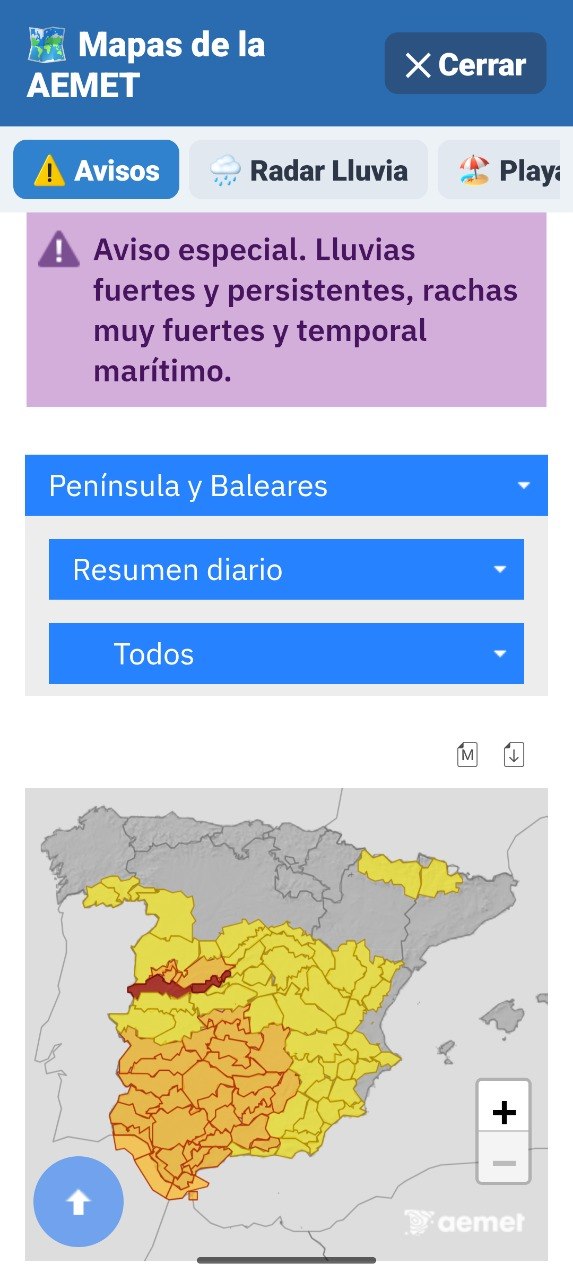 Mapas de la
AEMET
Cerrar
Avisos
Radar Lluvia
Playa
Aviso especial. Lluvias
fuertes y persistentes, rachas
muy fuertes y temporal
marítimo.
Península y Baleares
Resumen diario
Todos
M
+
−
aemet